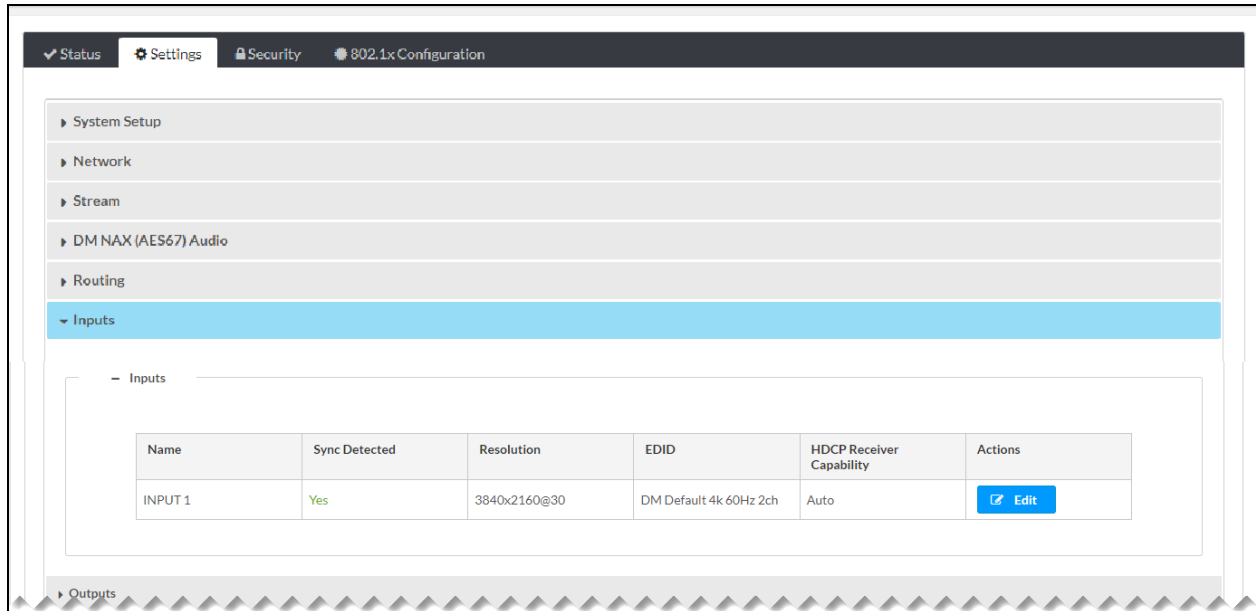 Status Settings Security 802.1x Configuration
System Setup
Network
Stream
DM NAX (AES67) Audio
Routing
Inputs
Inputs
Name Sync Detected Resolution EDID HDCP Receiver Capability Actions
INPUT 1 Yes 3840x2160@30 DM Default 4k 60Hz 2ch Auto Edit
Outputs